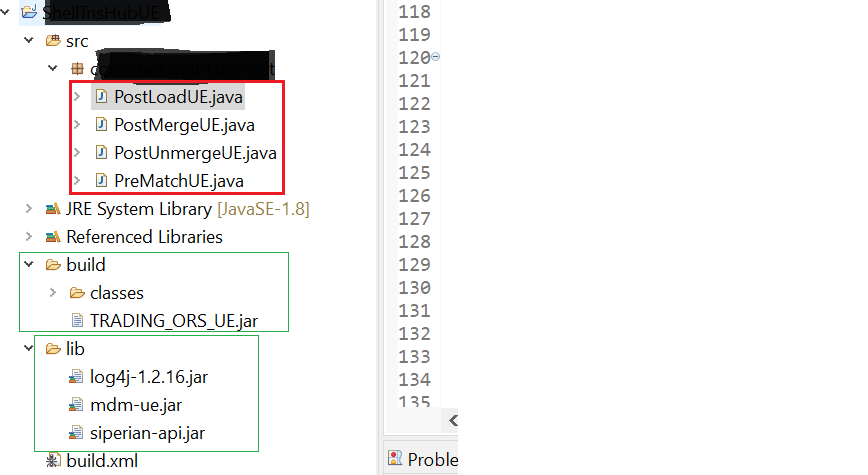 ShellTnsHubUE
src
PostLoadUE.java
PostMergeUE.java
PostUnmergeUE.java
PreMatchUE.java
JRE System Library [JavaSE-1.8]
Referenced Libraries
build
classes
TRADING_ORS_UE.jar
lib
log4j-1.2.16.jar
mdm-ue.jar
siperian-api.jar
build.xml
118
119
120
121
122
123
124
125
126
127
128
129
130
131
132
133
134
135
Proble